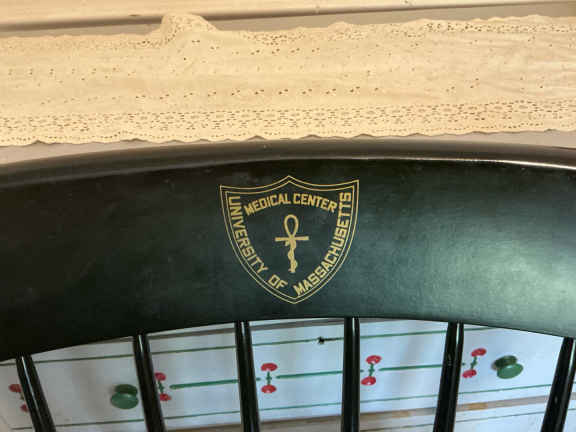 MEDICAL CENTER
UNIVERSITY OF MASSACHUSETTS